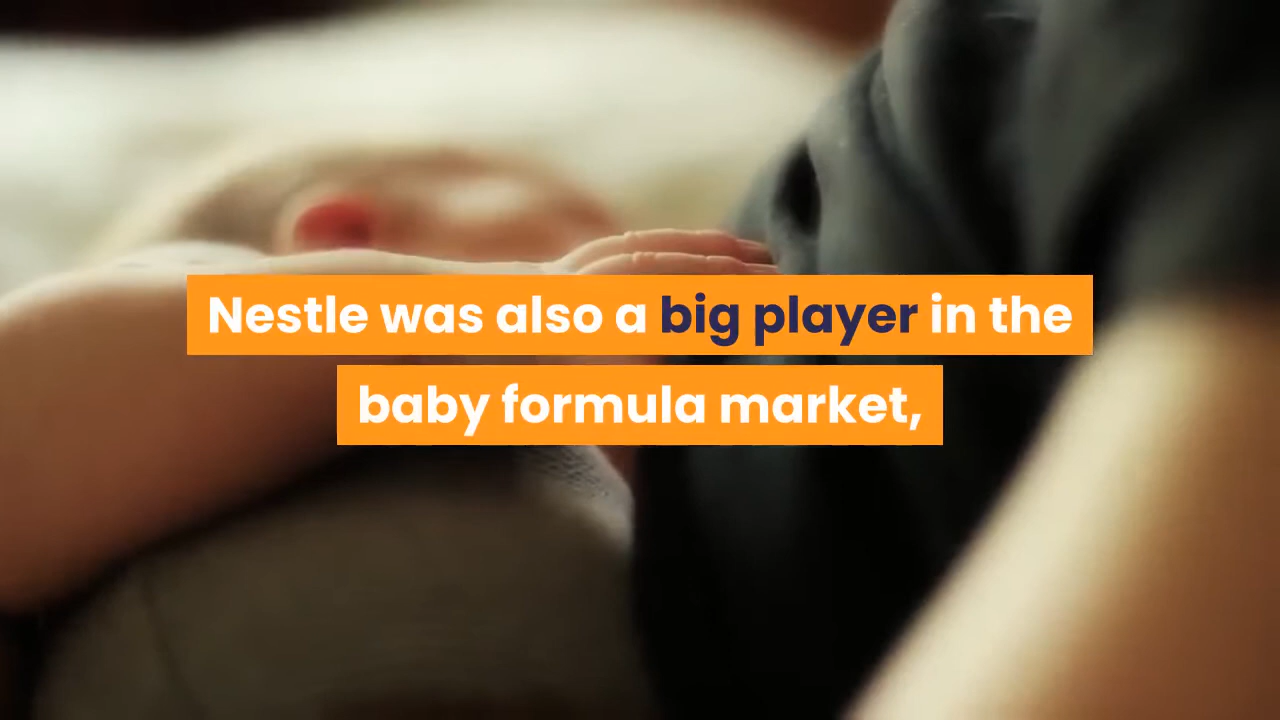 Nestle was also a big player in the
baby formula market,